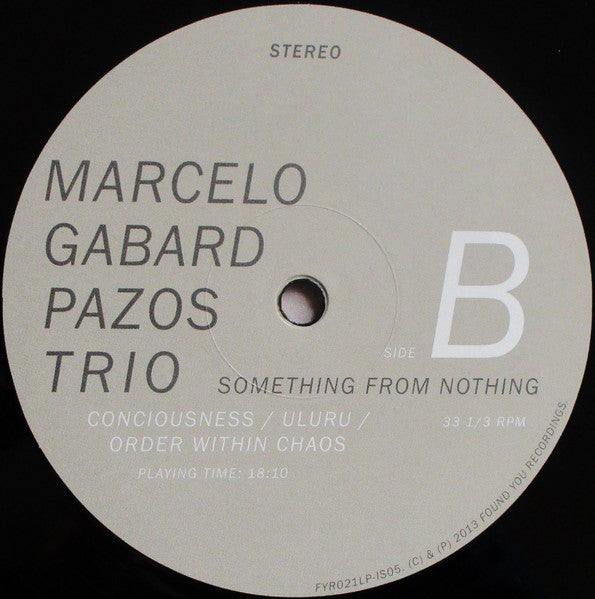 STEREO
MARCELO
GABARD
PAZOS
TRIO
SOMETHING FROM NOTHING
SIDE B
CONCIOUSNESS / ULURU /
ORDER WITHIN CHAOS
33 1/3 RPM
PLAYING TIME: 18:10
FYR021LP-IS05. (C) & (P) 2013 FOUND YOU RECORDINGS.